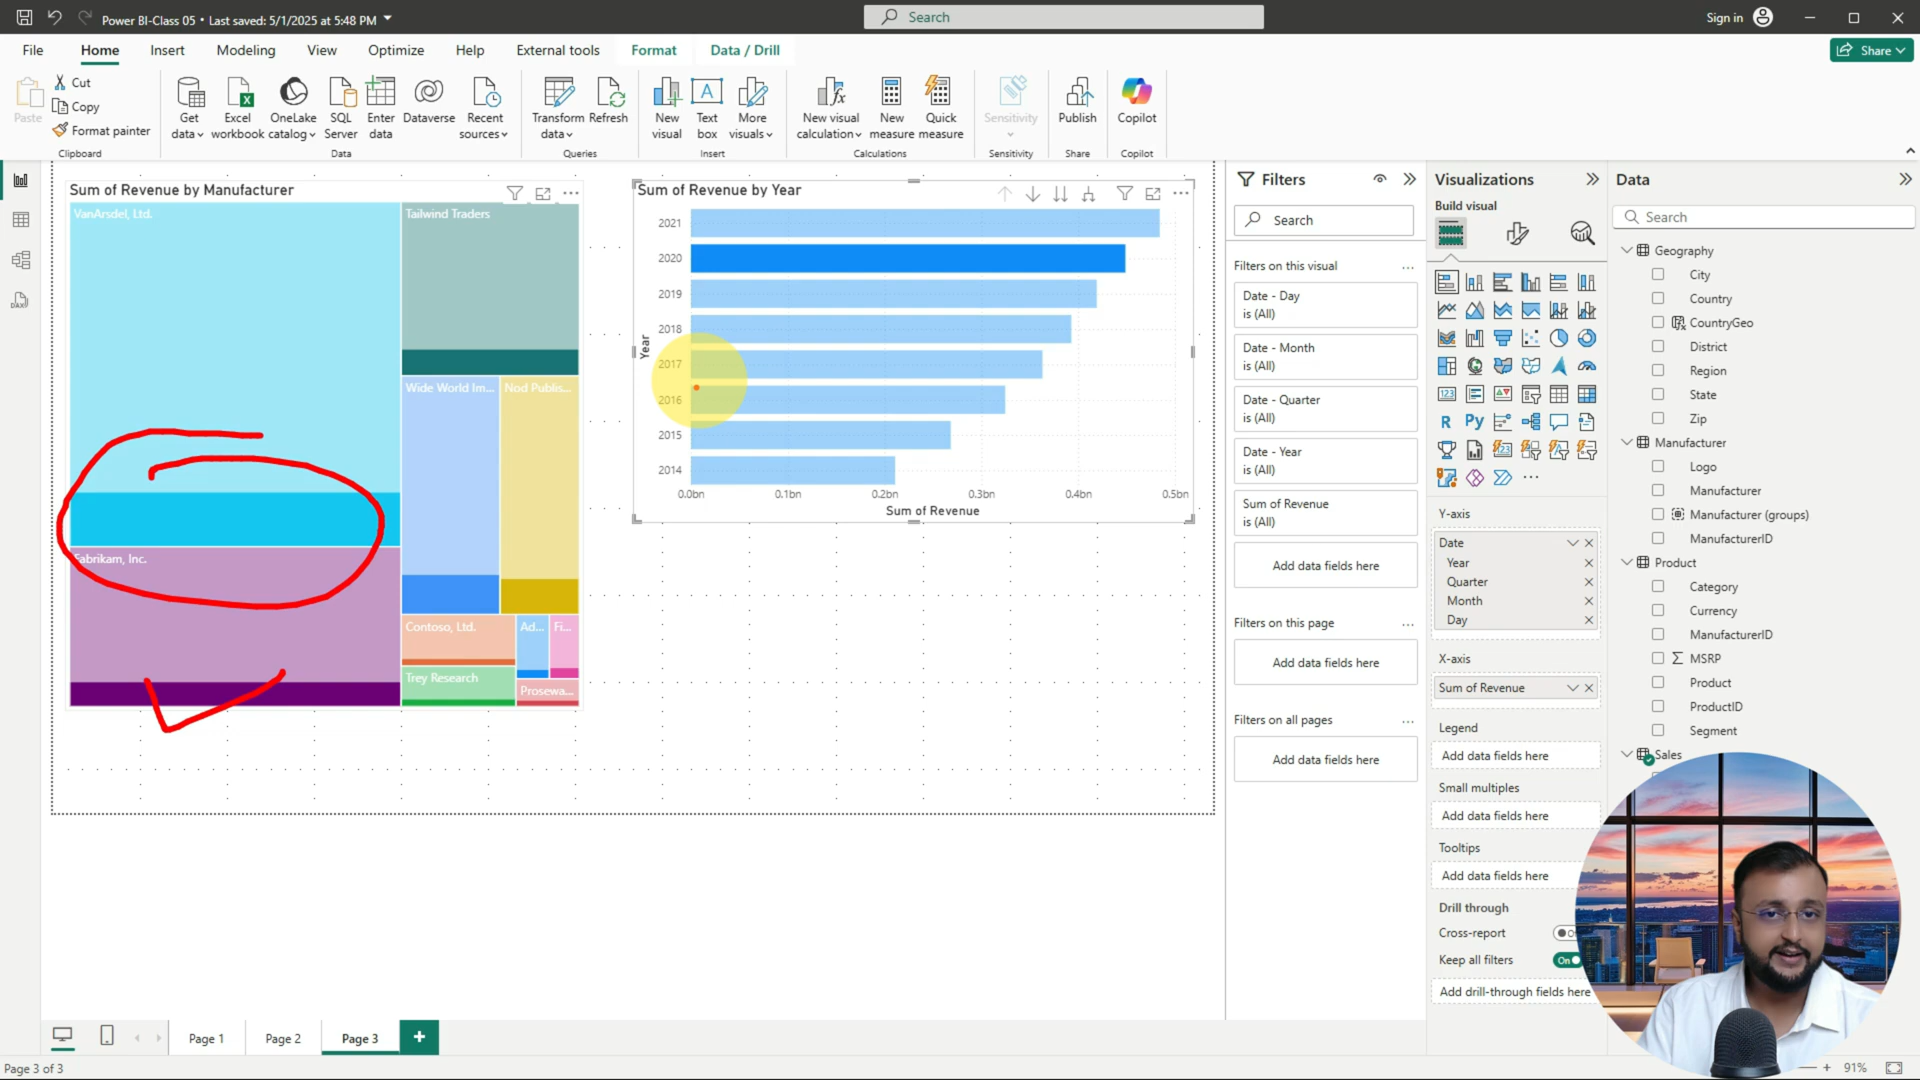 Power BI-Class 05 • Last saved: 5/1/2025 at 5:48 PM
Search
Sign in
File
Home
Insert
Modeling
View
Optimize
Help
External tools
Format
Data / Drill
Share
Paste
Cut
Copy
Format painter
Clipboard
Get data
Excel workbook
OneLake catalog
SQL Server
Enter data
Dataverse
Recent sources
Data
Transform data
Refresh
Queries
New visual
Text box
More visuals
Insert
New visual calculation
New measure
Quick measure
Calculations
Sensitivity
Sensitivity
Publish
Share
Copilot
Copilot
Sum of Revenue by Manufacturer
VanArsdel, Ltd.
Tailwind Traders
Wide World Im...
Nod Publis...
Fabrikam, Inc.
Contoso, Ltd.
Ad...
Fi...
Trey Research
Prosewa...
Sum of Revenue by Year
Year
2021
2020
2019
2018
2017
2016
2015
2014
0.0bn
0.1bn
0.2bn
0.3bn
0.4bn
0.5bn
Sum of Revenue
Filters
Search
Filters on this visual
Date - Day
is (All)
Date - Month
is (All)
Date - Quarter
is (All)
Date - Year
is (All)
Sum of Revenue
is (All)
Add data fields here
Filters on this page
Add data fields here
Filters on all pages
Add data fields here
Visualizations
Build visual
123
R
Py
Y-axis
Date
Year
Quarter
Month
Day
X-axis
Sum of Revenue
Legend
Add data fields here
Small multiples
Add data fields here
Tooltips
Add data fields here
Drill through
Cross-report
Keep all filters
On
Add drill-through fields here
Data
Search
Geography
City
Country
CountryGeo
District
Region
State
Zip
Manufacturer
Logo
Manufacturer
Manufacturer (groups)
ManufacturerID
Product
Category
Currency
ManufacturerID
MSRP
Product
ProductID
Segment
Sales
Page 1
Page 2
Page 3
Page 3 of 3
91%